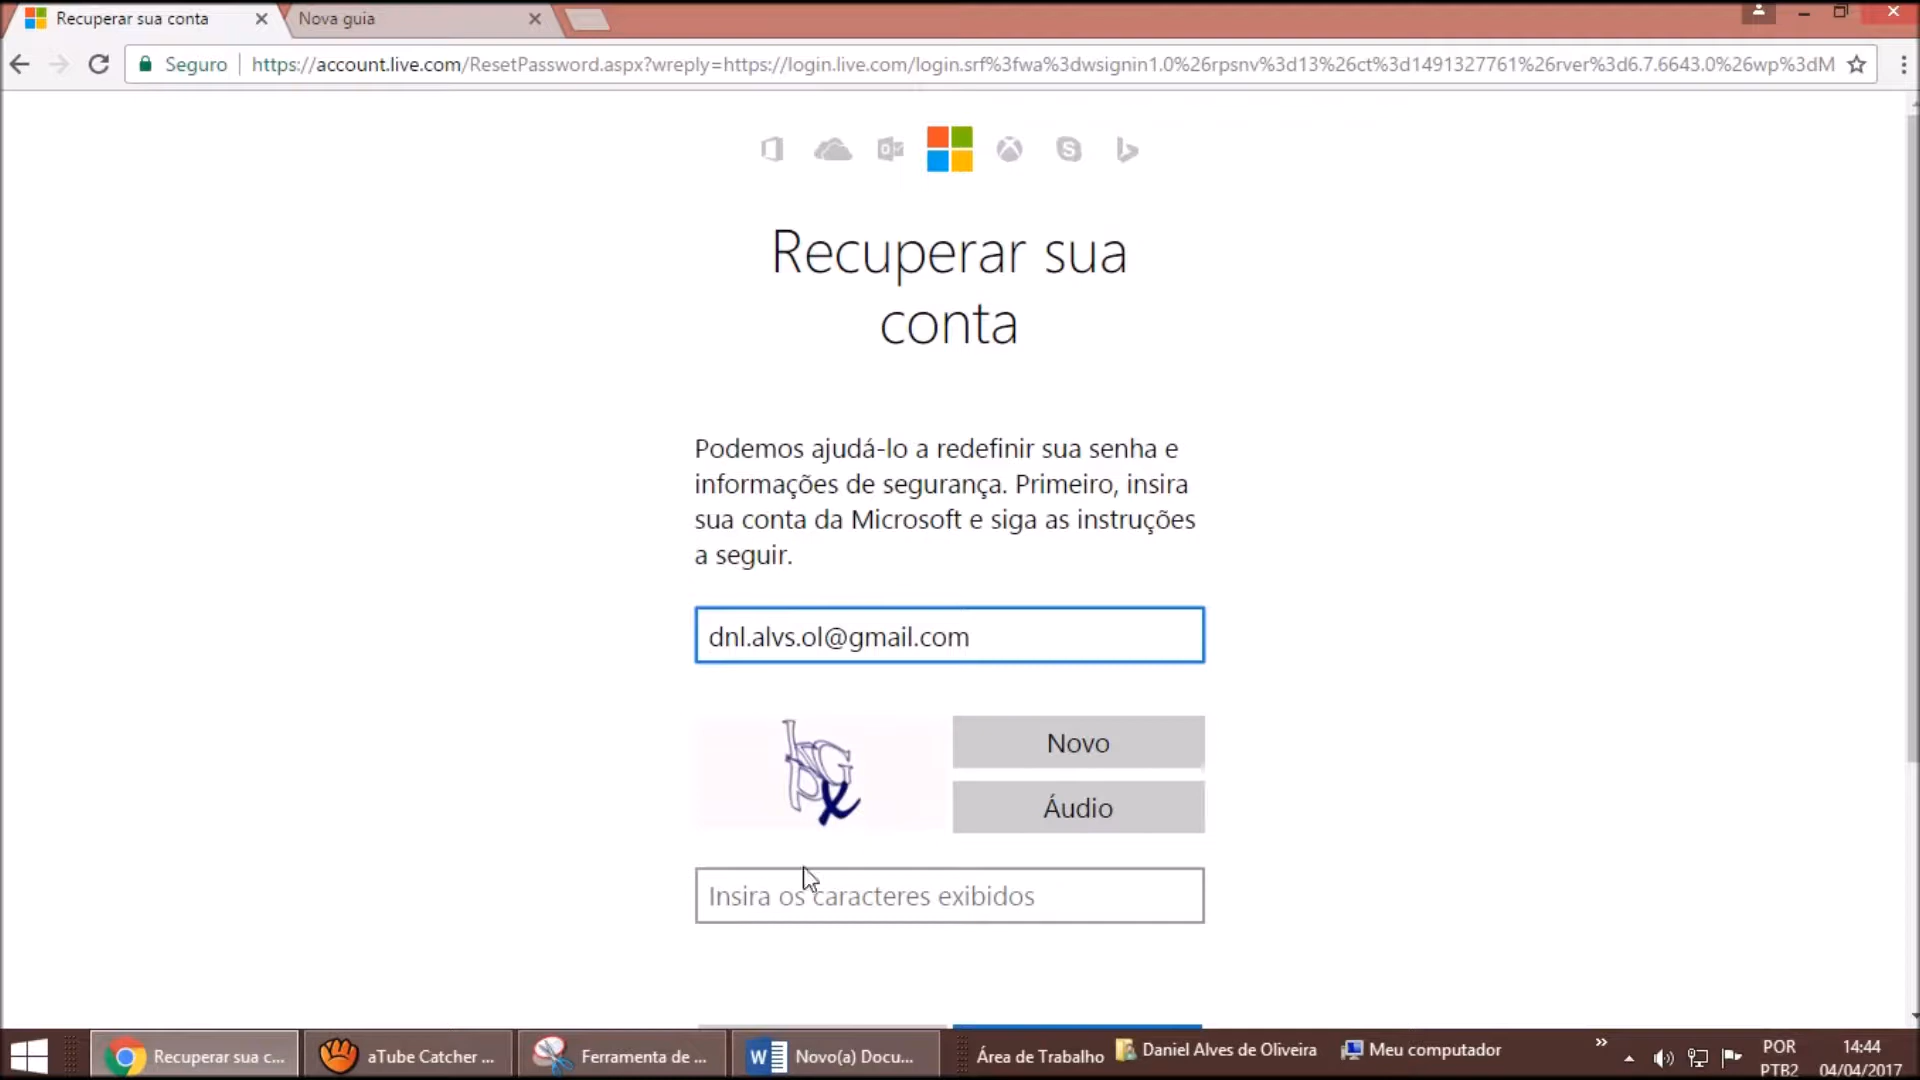 Recuperar sua conta
Nova guia
Seguro
https://account.live.com/ResetPassword.aspx?wreply=https://login.live.com/login.srf%3fwa%3dwsignin1.0%26rpsnv%3d13%26ct%3d1491327761%26rver%3d6.7.6643.0%26wp%3dM
Recuperar sua
conta
Podemos ajudá-lo a redefinir sua senha e
informações de segurança. Primeiro, insira
sua conta da Microsoft e siga as instruções
a seguir.
dnl.alvs.ol@gmail.com
Novo
Áudio
Insira os caracteres exibidos
Recuperar sua c...
aTube Catcher ...
Ferramenta de ...
Novo(a) Docu...
Área de Trabalho
Daniel Alves de Oliveira
Meu computador
POR
PTB2
14:44
04/04/2017